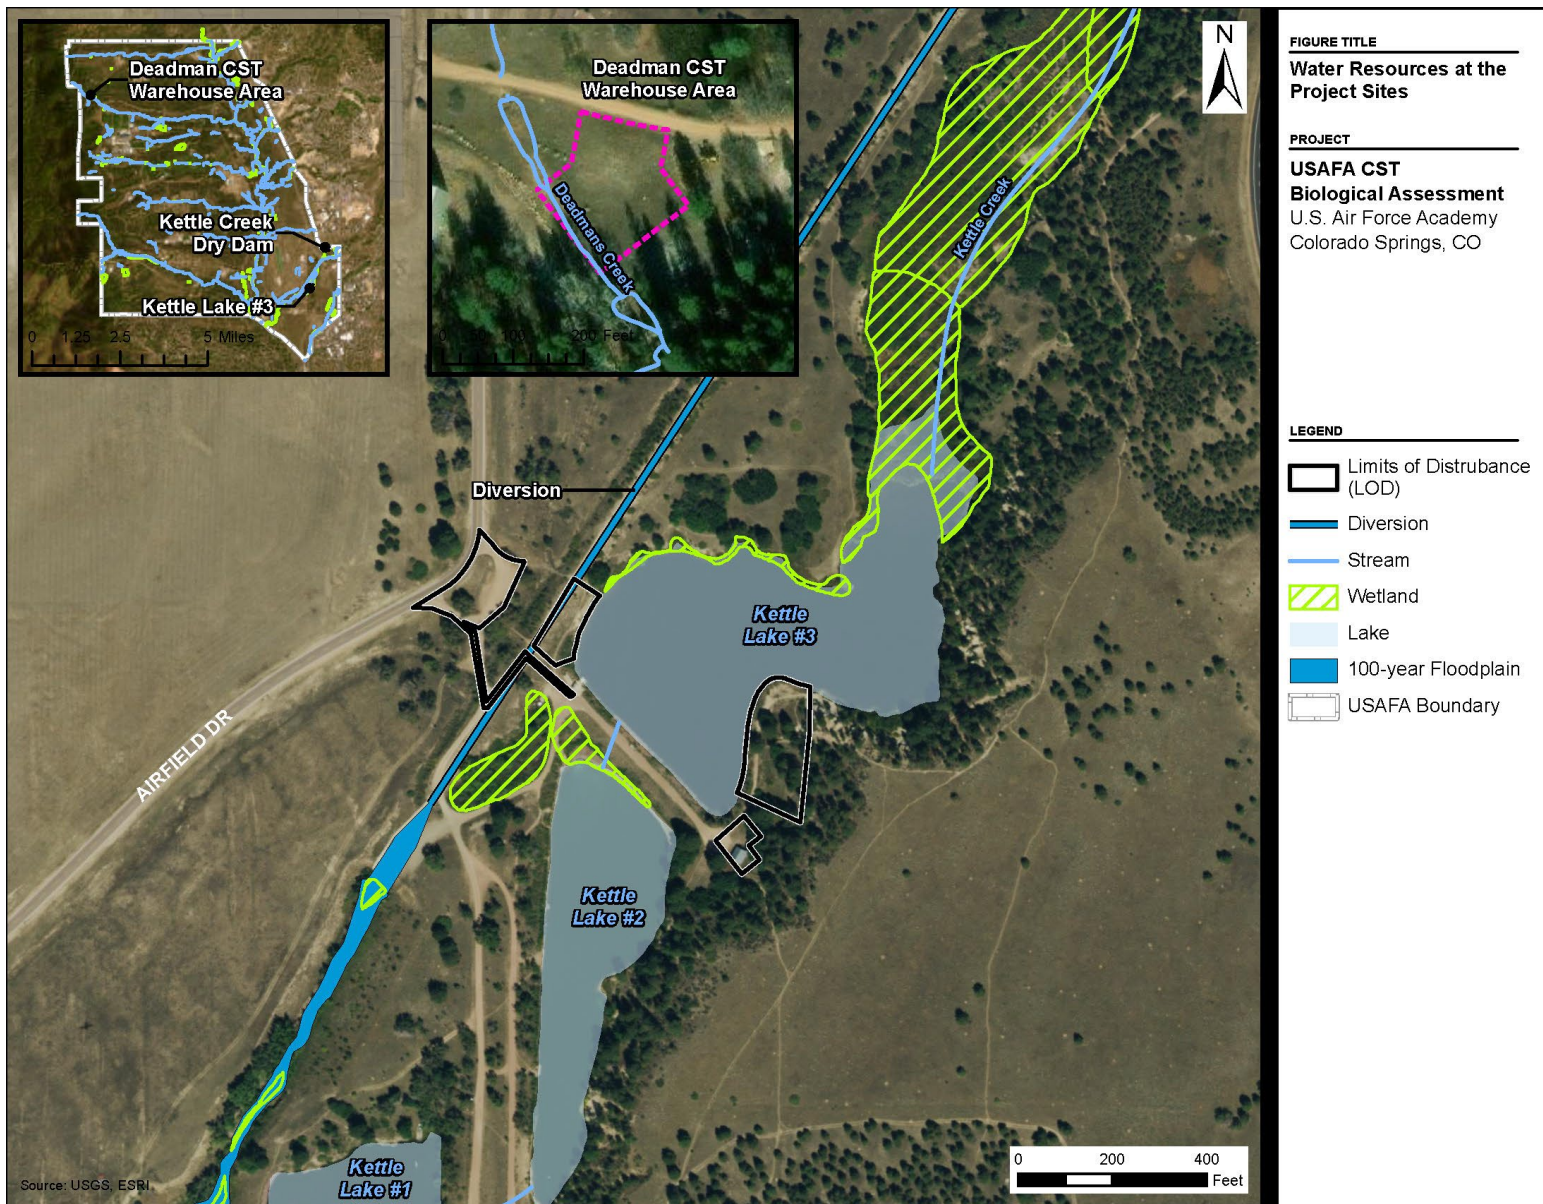 Deadman CST
Warehouse Area
Kettle Creek
Dry Dam
Kettle Lake #3
0 1.25 2.5 5 Miles
Deadman CST
Warehouse Area
Deadmans Creek
0 50 100 200 Feet
N
Kettle Creek
Diversion
Kettle
Lake #3
AIRFIELD DR
Kettle
Lake #2
Kettle
Lake #1
Source: USGS, ESRI
0 200 400
Feet
FIGURE TITLE
Water Resources at the
Project Sites
PROJECT
USAFA CST
Biological Assessment
U.S. Air Force Academy
Colorado Springs, CO
LEGEND
Limits of Distrubance
(LOD)
Diversion
Stream
Wetland
Lake
100-year Floodplain
USAFA Boundary